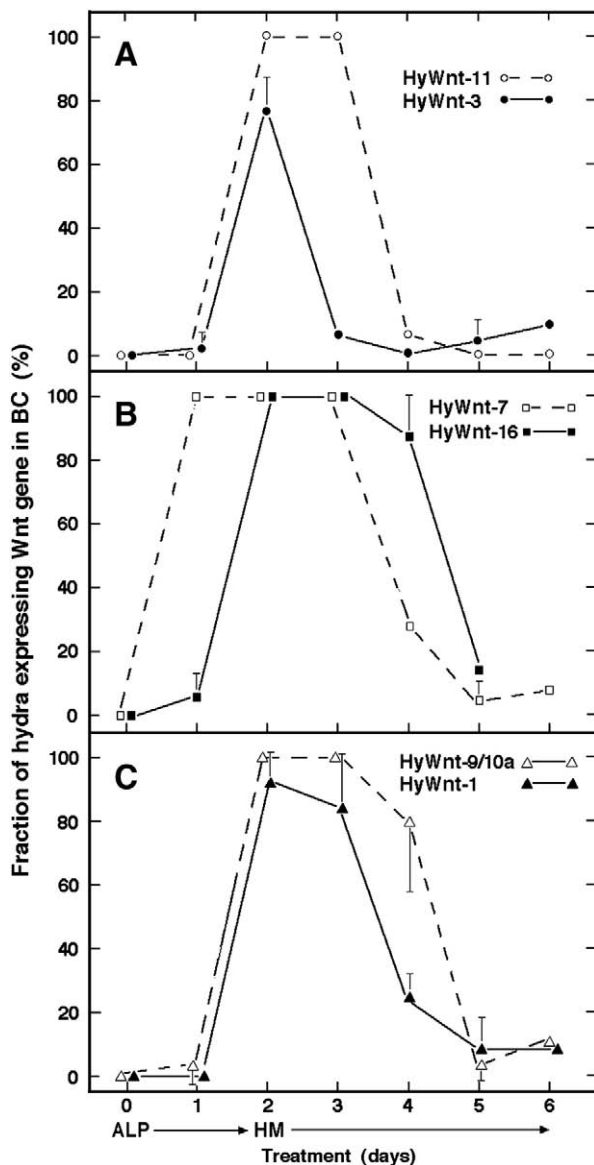 Fraction of hydra expressing Wnt gene in BC (%)
A
HyWnt-11
HyWnt-3
100
80
60
40
20
0
B
HyWnt-7
HyWnt-16
100
80
60
40
20
0
C
HyWnt-9/10a
HyWnt-1
100
80
60
40
20
0
0 1 2 3 4 5 6
ALP HM
Treatment (days)